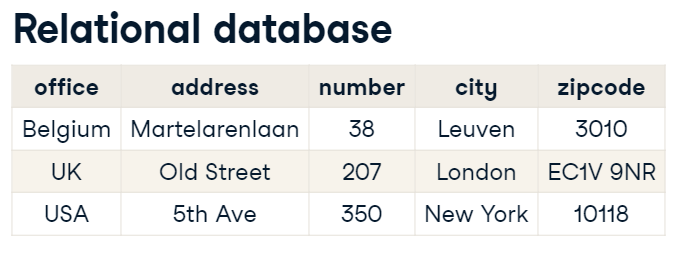 Relational database
office address number city zipcode
Belgium Martelarenlaan 38 Leuven 3010
UK Old Street 207 London EC1V 9NR
USA 5th Ave 350 New York 10118